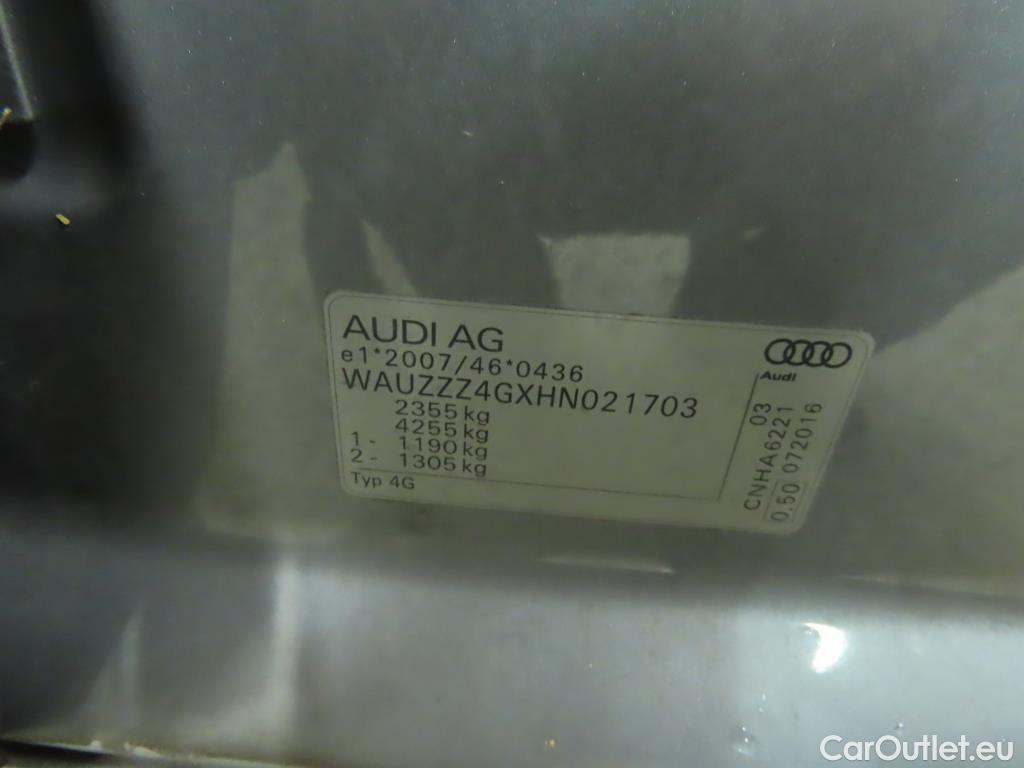 AUDI AG
e1*2007/46*0436
WAUZZZ4GXHN021703
2355 kg
4255 kg
1 - 1190 kg
2 - 1305 kg
Typ 4G
Audi
03
CNHA6221
0.50 072016
CarOutlet.eu